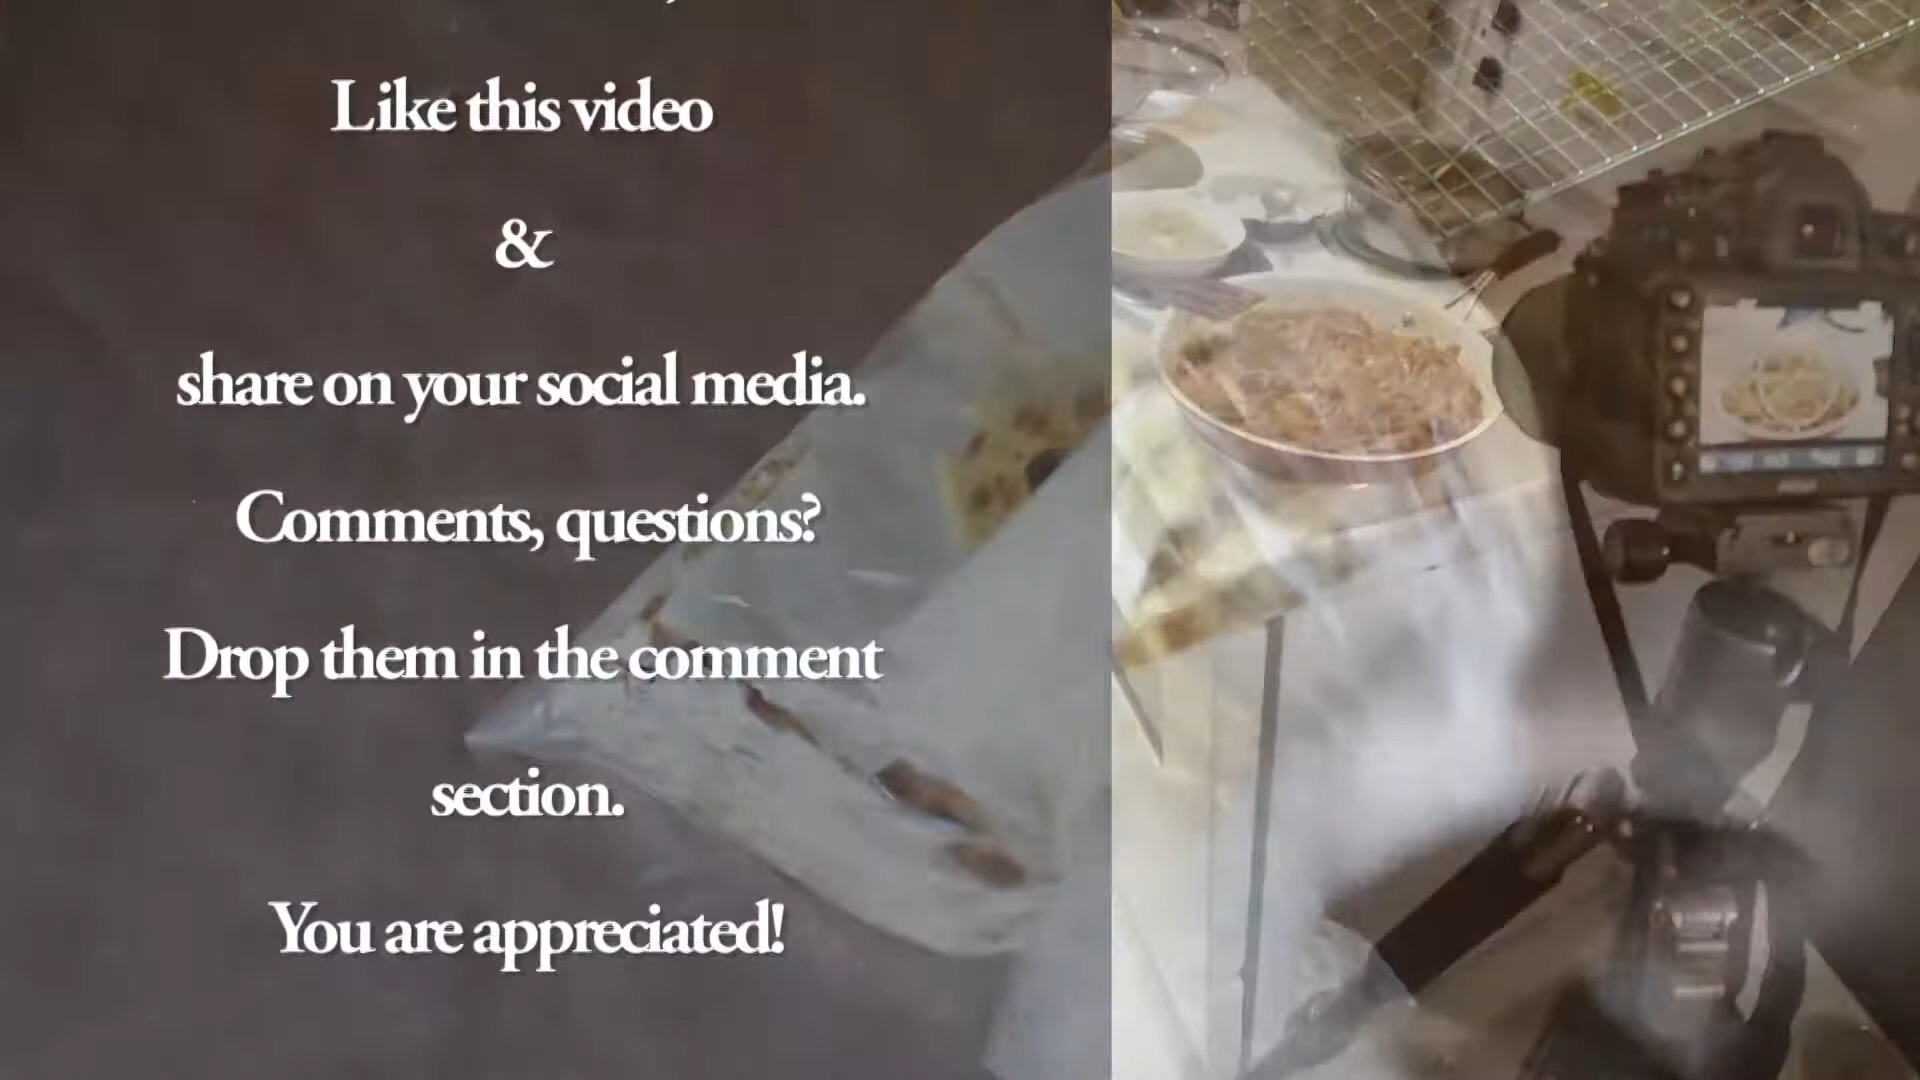 Like this video
&
share on your social media.
Comments, questions?
Drop them in the comment
section.
You are appreciated!